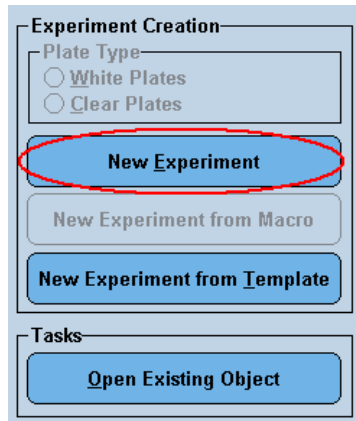 Experiment Creation
Plate Type
White Plates
Clear Plates
New Experiment
New Experiment from Macro
New Experiment from Template
Tasks
Open Existing Object